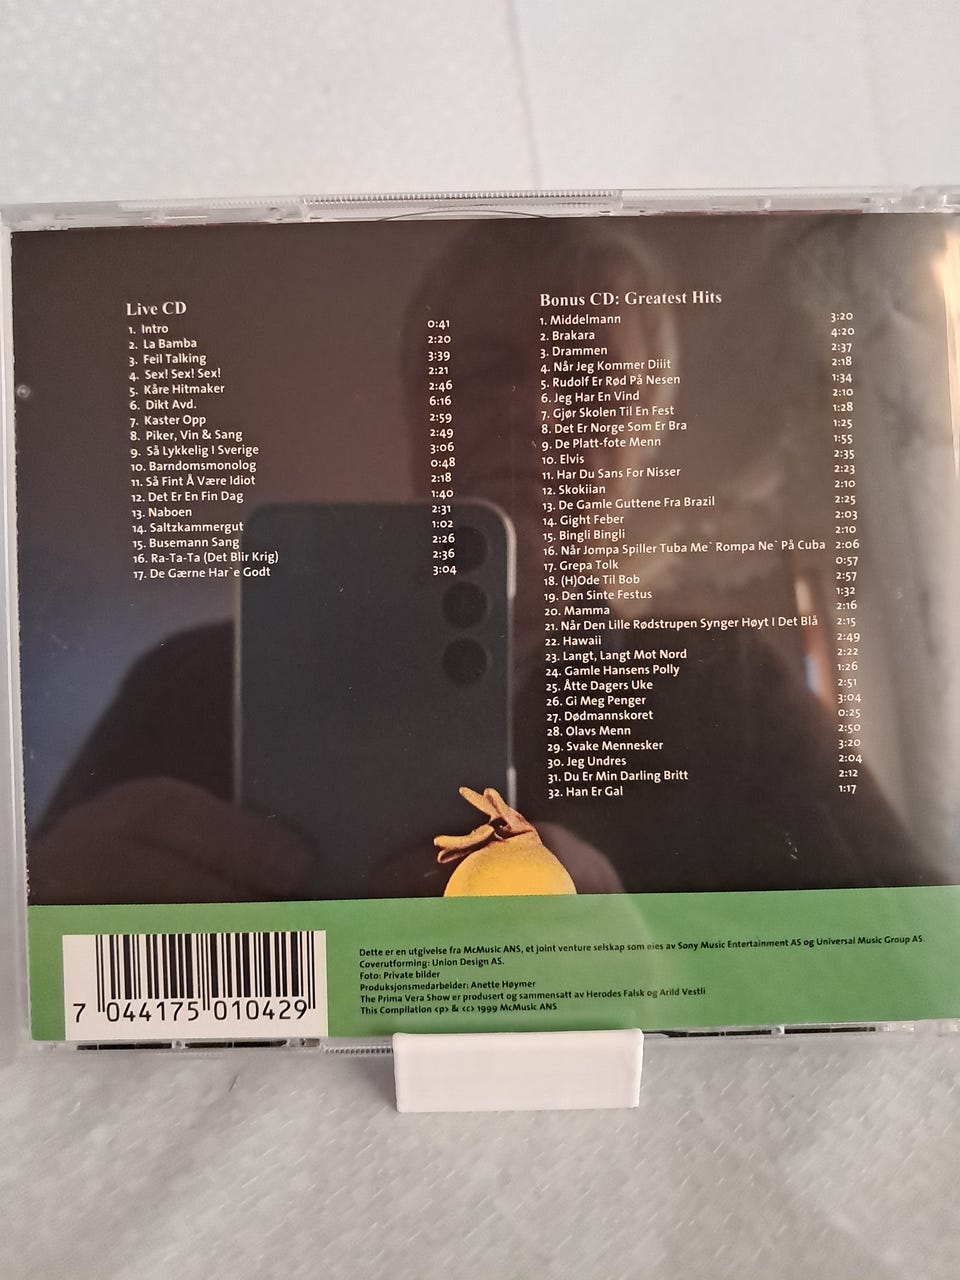 Live CD
1. Intro 0:41
2. La Bamba 2:20
3. Feil Talking 3:39
4. Sex! Sex! Sex! 2:21
5. Kåre Hitmaker 2:46
6. Dikt Avd. 6:16
7. Kaster Opp 2:59
8. Piker, Vin & Sang 2:49
9. Så Lykkelig I Sverige 3:06
10. Barndomsmonolog 0:48
11. Så Fint Å Være Idiot 2:18
12. Det Er En Fin Dag 1:40
13. Naboen 2:31
14. Saltzkammergut 1:02
15. Busemann Sang 2:26
16. Ra-Ta-Ta (Det Blir Krig) 2:36
17. De Gærne Har`e Godt 3:04
Bonus CD: Greatest Hits
1. Middelmann 3:20
2. Brakara 4:20
3. Drammen 2:37
4. Når Jeg Kommer Diiit 2:18
5. Rudolf Er Rød På Nesen 1:34
6. Jeg Har En Vind 2:10
7. Gjør Skolen Til En Fest 1:28
8. Det Er Norge Som Er Bra 1:25
9. De Platt-fote Menn 1:55
10. Elvis 2:35
11. Har Du Sans For Nisser 2:23
12. Skokiian 2:10
13. De Gamle Guttene Fra Brazil 2:25
14. Gight Feber 2:03
15. Bingli Bingli 2:10
16. Når Jompa Spiller Tuba Me` Rompa Ne` På Cuba 2:06
17. Grepa Tolk 0:57
18. (H)Ode Til Bob 2:57
19. Den Sinte Festus 1:32
20. Mamma 2:16
21. Når Den Lille Rødstrupen Synger Høyt I Det Blå 2:15
22. Hawaii 2:49
23. Langt, Langt Mot Nord 2:22
24. Gamle Hansens Polly 1:26
25. Åtte Dagers Uke 2:51
26. Gi Meg Penger 3:04
27. Dødmannskoret 0:25
28. Olavs Menn 2:50
29. Svake Mennesker 3:20
30. Jeg Undres 2:04
31. Du Er Min Darling Britt 2:12
32. Han Er Gal 1:17
7 044175 010429
Dette er en utgivelse fra McMusic ANS, et joint venture selskap som eies av Sony Music Entertainment AS og Universal Music Group AS.
Coverutforming: Union Design AS.
Foto: Private bilder
Produksjonsmedarbeider: Anette Høymer
The Prima Vera Show er produsert og sammensatt av Herodes Falsk og Arild Vestli
This Compilation <p> & <c> 1999 McMusic ANS